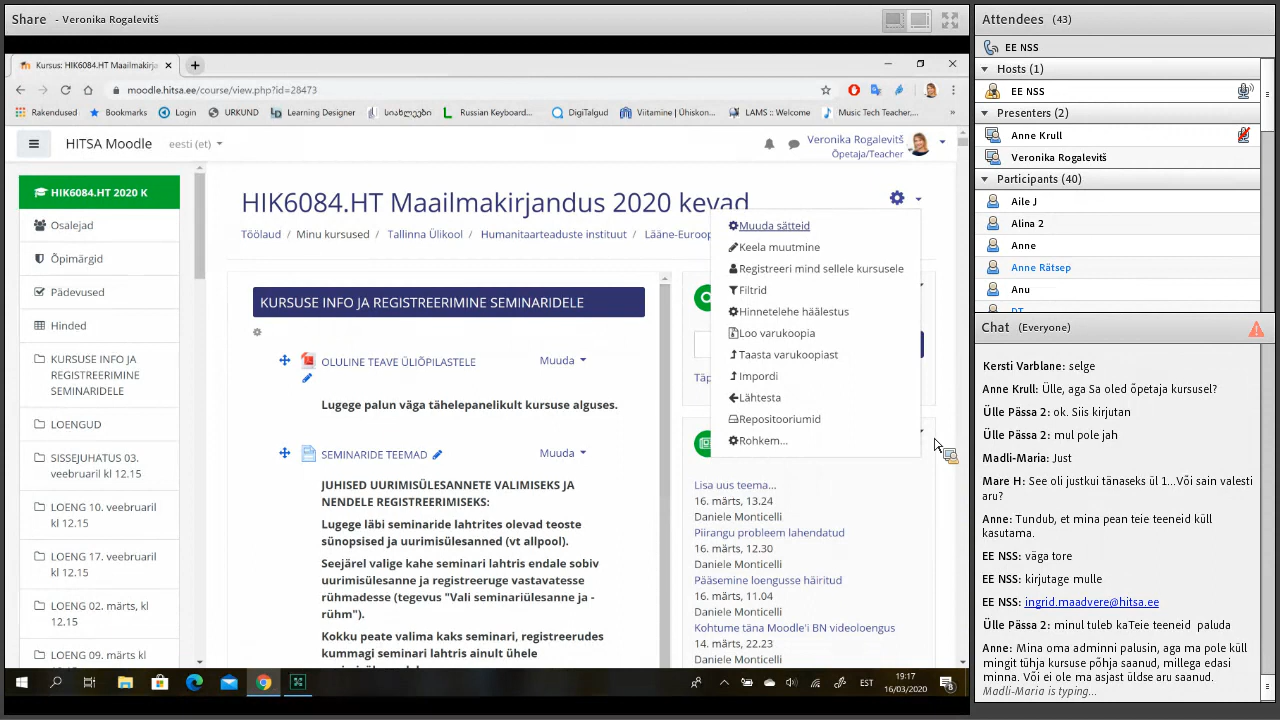 Share - Veronika Rogalevitš
Kursus: HIK6084.HT Maailmakirja
moodle.hitsa.ee/course/view.php?id=28473
Rakendused Bookmarks Login URKUND Learning Designer სიახლეები Russian Keyboard... DigiTalgud Viitamine | Ühiskon... LAMS :: Welcome Music Tech Teacher,... »
HITSA Moodle eesti (et)
Veronika Rogalevitš
Õpetaja/Teacher
HIK6084.HT 2020 K
Osalejad
Õpimärgid
Pädevused
Hinded
KURSUSE INFO JA
REGISTREERIMINE
SEMINARIDELE
LOENGUD
SISSEJUHATUS 03.
veebruaril kl 12.15
LOENG 10. veebruaril
kl 12.15
LOENG 17. veebruaril
kl 12.15
LOENG 02. märts, kl
12.15
LOENG 09. märts kl
HIK6084.HT Maailmakirjandus 2020 kevad
Töölaud / Minu kursused / Tallinna Ülikool / Humanitaarteaduste instituut / Lääne-Euroop
KURSUSE INFO JA REGISTREERIMINE SEMINARIDELE
OLULINE TEAVE ÜLIÕPILASTELE Muuda
Lugege palun väga tähelepanelikult kursuse alguses.
SEMINARIDE TEEMAD Muuda
JUHISED UURIMISÜLESANNETE VALIMISEKS JA
NENDELE REGISTREERIMISEKS:
Lugege läbi seminaride lahtrites olevad teoste
sünopsised ja uurimisülesanned (vt allpool).
Seejärel valige kahe seminari lahtris endale sobiv
uurimisülesanne ja registreeruge vastavatesse
rühmadesse (tegevus "Vali seminariülesanne ja -
rühm").
Kokku peate valima kaks seminari, registreerudes
kummagi seminari lahtris ainult ühele
Muuda sätteid
Keela muutmine
Registreeri mind sellele kursusele
Filtrid
Hinnetelehe häälestus
Loo varukoopia
Taasta varukoopiast
Impordi
Lähtesta
Repositooriumid
Rohkem...
Täp
Lisa uus teema...
16. märts, 13.24
Daniele Monticelli
Piirangu probleem lahendatud
16. märts, 12.30
Daniele Monticelli
Pääsemine loengusse häiritud
16. märts, 11.04
Daniele Monticelli
Kohtume täna Moodle'i BN videoloengus
14. märts, 22.23
Daniele Monticelli
EST
19:17
16/03/2020
8
Attendees (43)
EE NSS
Hosts (1)
EE NSS
Presenters (2)
Anne Krull
Veronika Rogalevitš
Participants (40)
Aile J
Alina 2
Anne
Anne Rätsep
Anu
DT
Chat (Everyone)
Kersti Varblane: selge
Anne Krull: Ülle, aga Sa oled õpetaja kursusel?
Ülle Pässa 2: ok. Siis kirjutan
Ülle Pässa 2: mul pole jah
Madli-Maria: Just
Mare H: See oli justkui tänaseks ül 1...Või sain valesti
aru?
Anne: Tundub, et mina pean teie teeneid küll
kasutama.
EE NSS: väga tore
EE NSS: kirjutage mulle
EE NSS: ingrid.maadvere@hitsa.ee
Ülle Pässa 2: minul tuleb kaTeie teeneid paluda
Anne: Mina oma adminni palusin, aga ma pole küll
mingit tühja kursuse põhja saanud, millega edasi
minna. Või ei ole ma asjast üldse aru saanud.
Madli-Maria is typing...